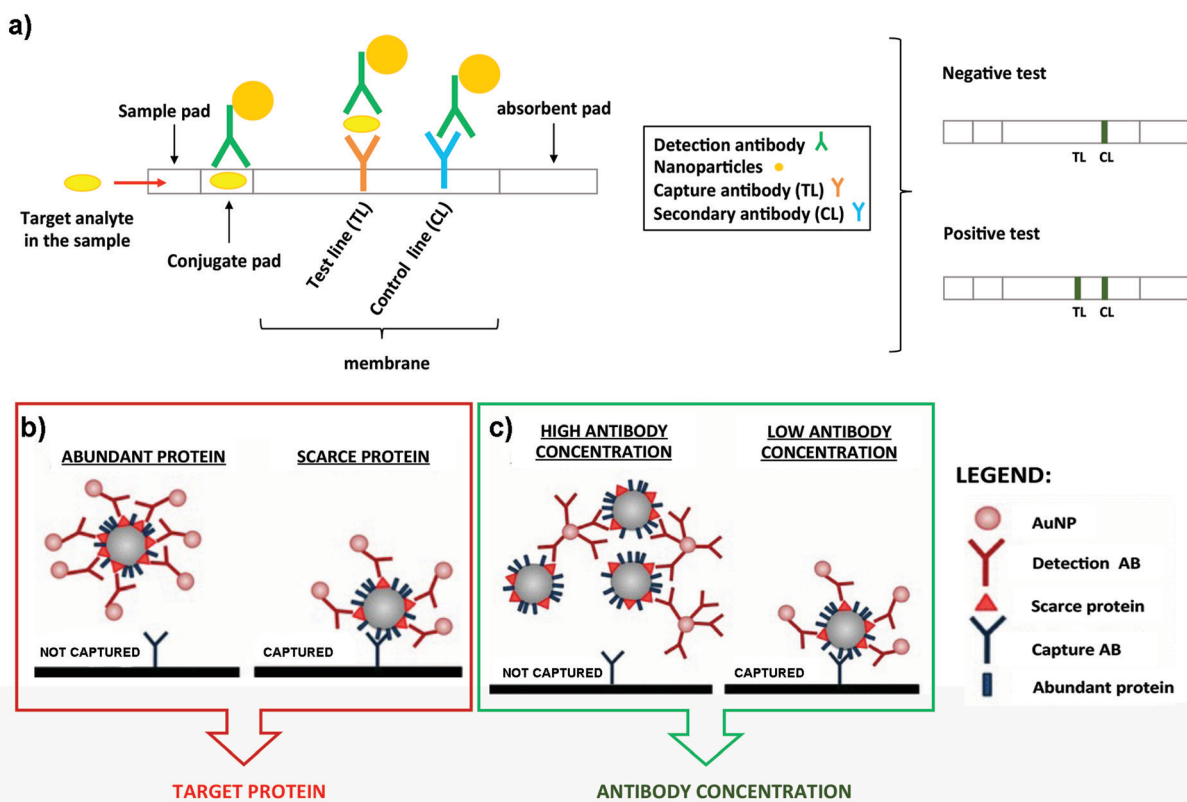 a)
Sample pad
absorbent pad
Target analyte
in the sample
Conjugate pad
Test line (TL)
Control line (CL)
membrane
Detection antibody
Nanoparticles
Capture antibody (TL)
Secondary antibody (CL)
Negative test
TL CL
Positive test
TL CL
b)
ABUNDANT PROTEIN
SCARCE PROTEIN
NOT CAPTURED
CAPTURED
TARGET PROTEIN
c)
HIGH ANTIBODY
CONCENTRATION
LOW ANTIBODY
CONCENTRATION
NOT CAPTURED
CAPTURED
ANTIBODY CONCENTRATION
LEGEND:
AuNP
Detection AB
Scarce protein
Capture AB
Abundant protein